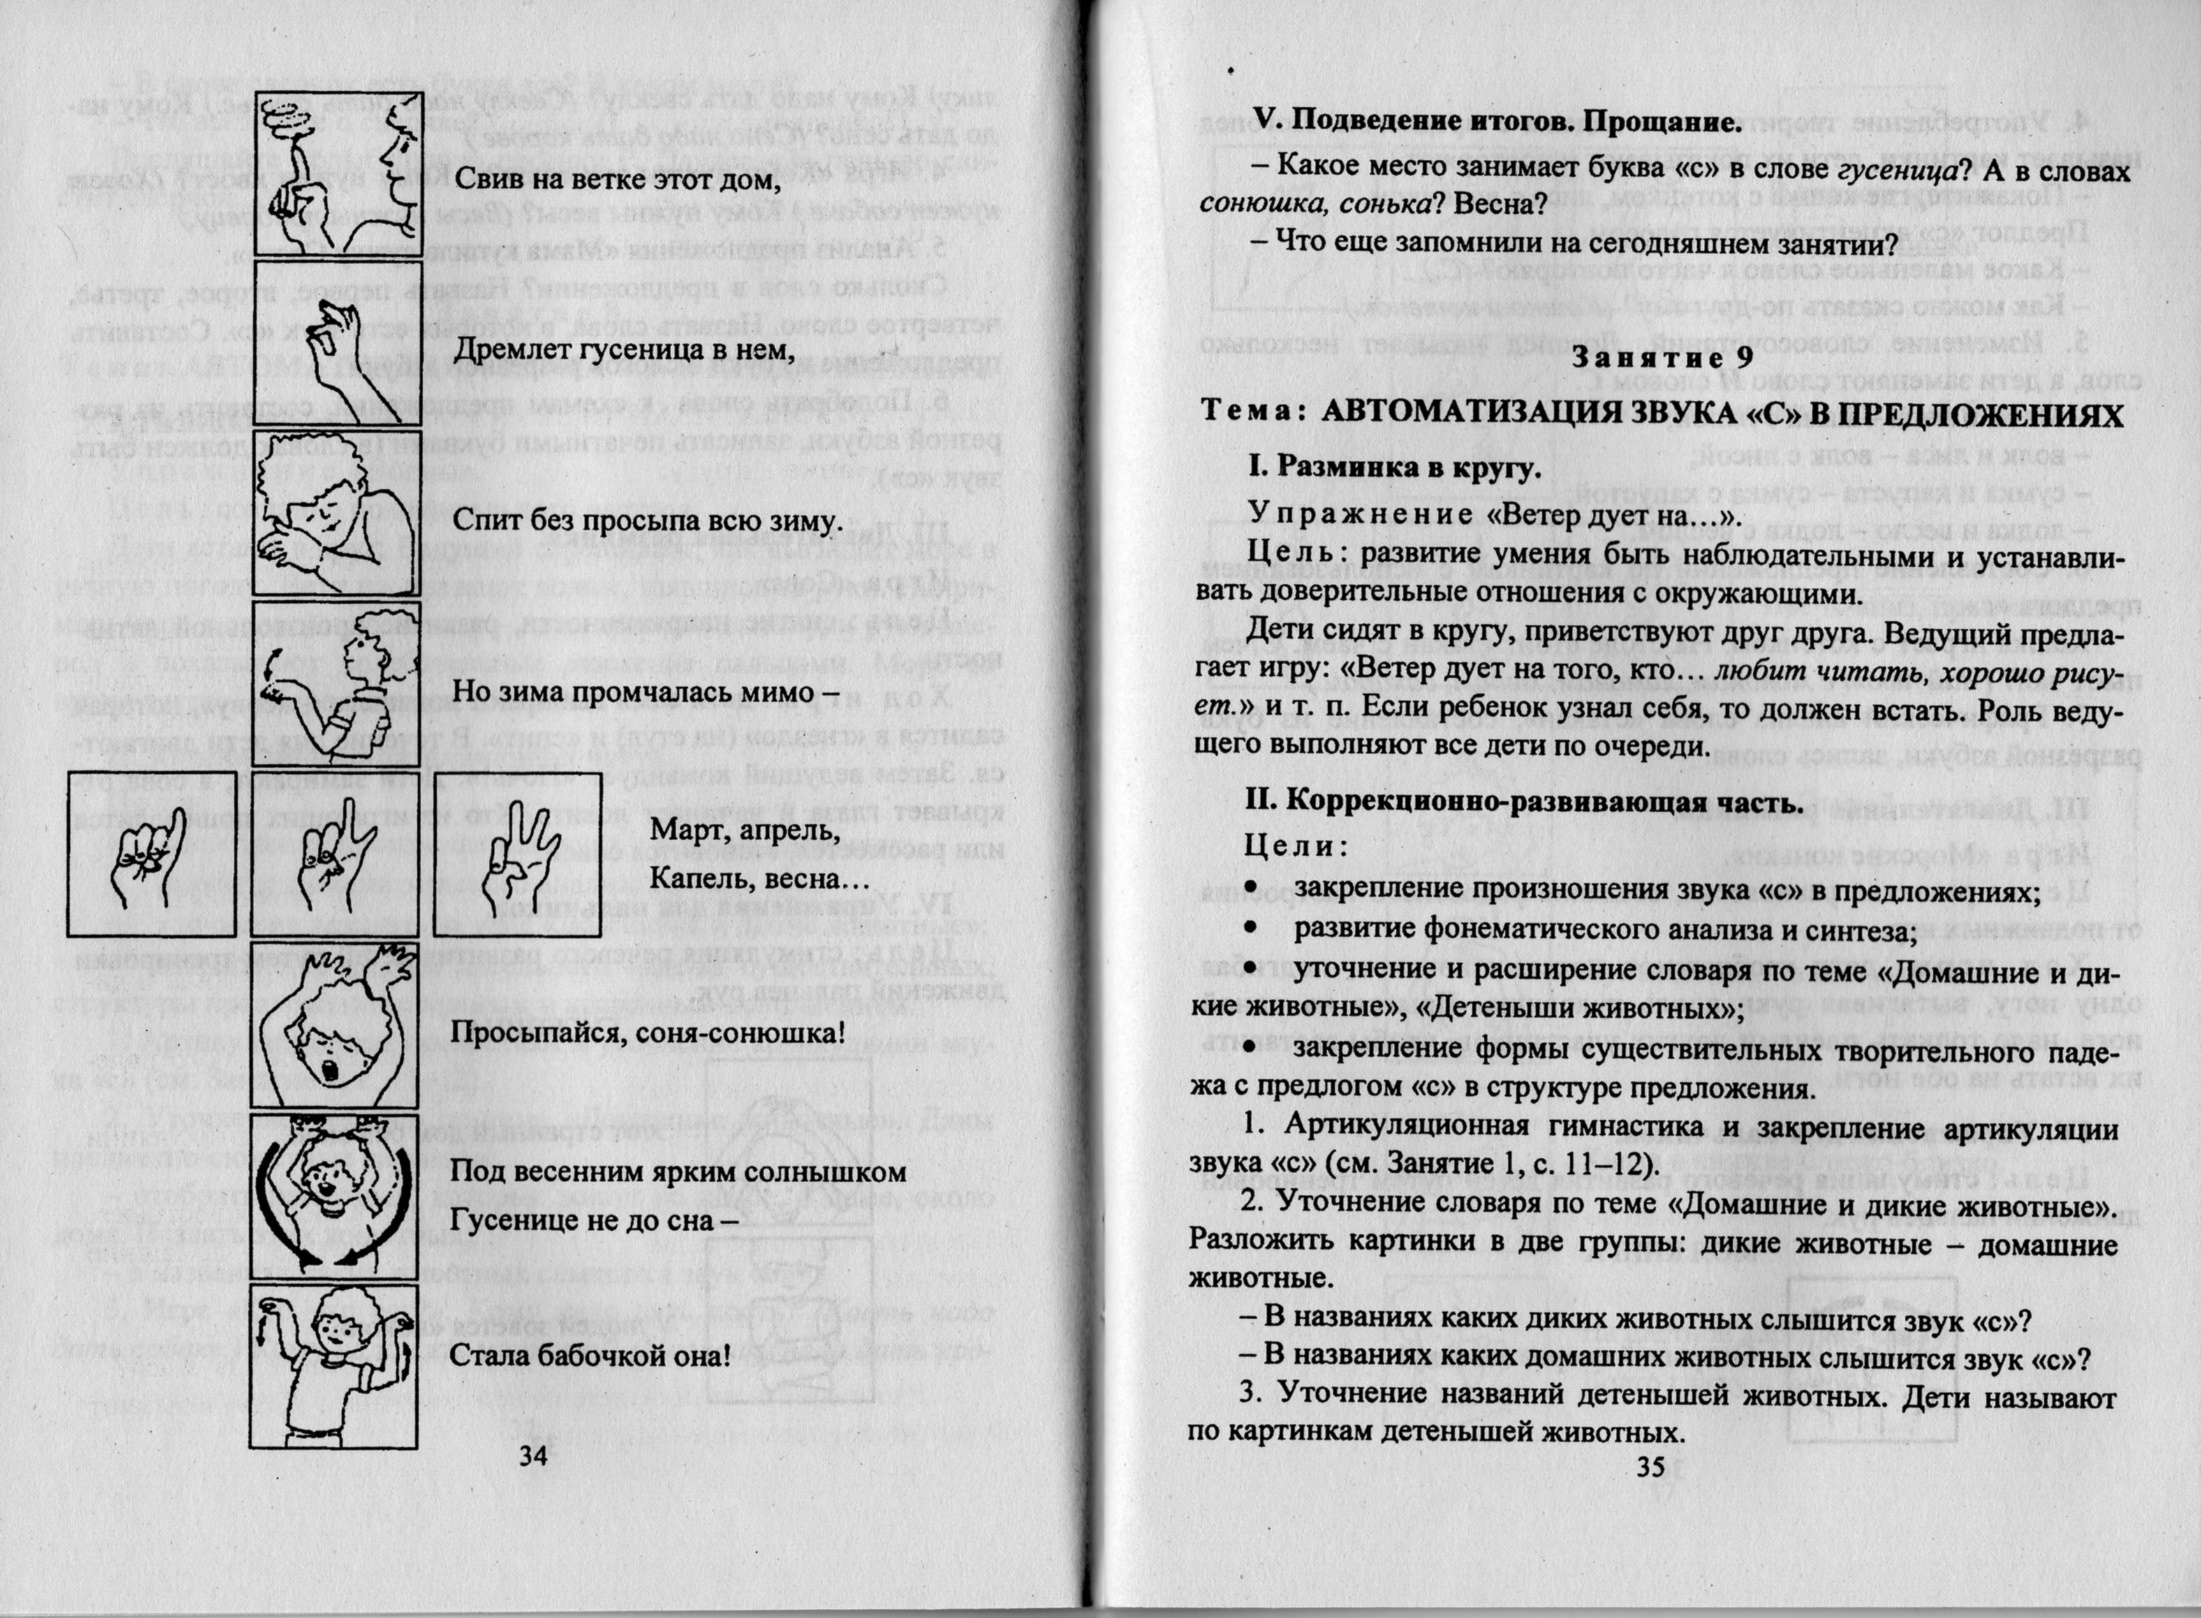 Свив на ветке этот дом,
Дремлет гусеница в нем,
Спит без просыпа всю зиму.
Но зима промчалась мимо –
Март, апрель,
Капель, весна...
Просыпайся, соня-сонюшка!
Под весенним ярким солнышком
Гусенице не до сна –
Стала бабочкой она!
34
V. Подведение итогов. Прощание.
– Какое место занимает буква «с» в слове гусеница? А в словах
сонюшка, сонька? Весна?
– Что еще запомнили на сегодняшнем занятии?
Занятие 9
Тема: АВТОМАТИЗАЦИЯ ЗВУКА «С» В ПРЕДЛОЖЕНИЯХ
I. Разминка в кругу.
Упражнение «Ветер дует на...».
Цель: развитие умения быть наблюдательными и устанавли-
вать доверительные отношения с окружающими.
Дети сидят в кругу, приветствуют друг друга. Ведущий предла-
гает игру: «Ветер дует на того, кто... любит читать, хорошо рису-
ет.» и т. п. Если ребенок узнал себя, то должен встать. Роль веду-
щего выполняют все дети по очереди.
II. Коррекционно-развивающая часть.
Цели:
• закрепление произношения звука «с» в предложениях;
• развитие фонематического анализа и синтеза;
• уточнение и расширение словаря по теме «Домашние и ди-
кие животные», «Детеныши животных»;
• закрепление формы существительных творительного паде-
жа с предлогом «с» в структуре предложения.
1. Артикуляционная гимнастика и закрепление артикуляции
звука «с» (см. Занятие 1, с. 11–12).
2. Уточнение словаря по теме «Домашние и дикие животные».
Разложить картинки в две группы: дикие животные – домашние
животные.
– В названиях каких диких животных слышится звук «с»?
– В названиях каких домашних животных слышится звук «с»?
3. Уточнение названий детенышей животных. Дети называют
по картинкам детенышей животных.
35